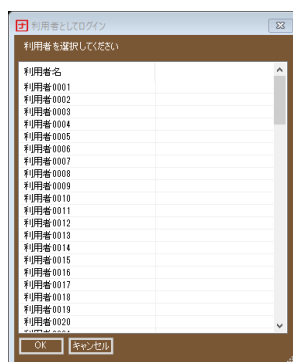 ナ 利用者としてログイン
利用者を選択してください
利用者名
利用者0001
利用者0002
利用者0003
利用者0004
利用者0005
利用者0006
利用者0007
利用者0008
利用者0009
利用者0010
利用者0011
利用者0012
利用者0013
利用者0014
利用者0015
利用者0016
利用者0017
利用者0018
利用者0019
利用者0020
OK キャンセル